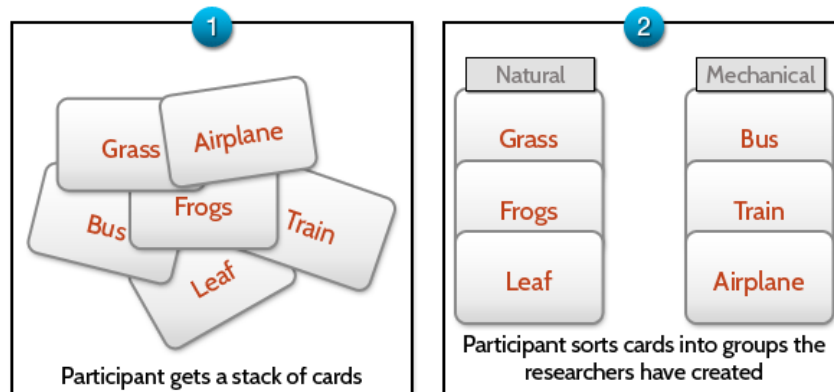 1
Grass
Airplane
Bus
Frogs
Train
Leaf
Participant gets a stack of cards
2
Natural
Mechanical
Grass
Bus
Frogs
Train
Leaf
Airplane
Participant sorts cards into groups the
researchers have created